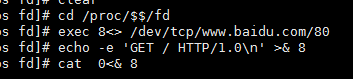 os fd]# clear
os fd]# cd /proc/$$/fd
os fd]# exec 8<> /dev/tcp/www.baidu.com/80
os fd]# echo -e 'GET / HTTP/1.0\n' >& 8
os fd]# cat  0<& 8